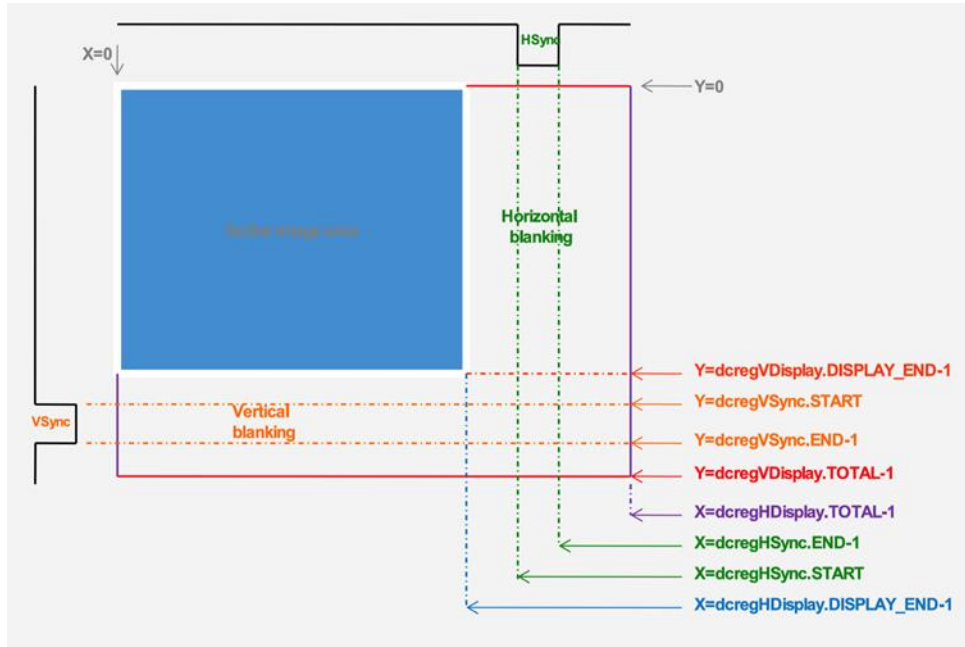 HSync
X=0
Y=0
Horizontal
blanking
Y=dcregVDisplay.DISPLAY_END-1
Y=dcregVSync.START
VSync
Vertical
blanking
Y=dcregVSync.END-1
Y=dcregVDisplay.TOTAL-1
X=dcregHDisplay.TOTAL-1
X=dcregHSync.END-1
X=dcregHSync.START
X=dcregHDisplay.DISPLAY_END-1